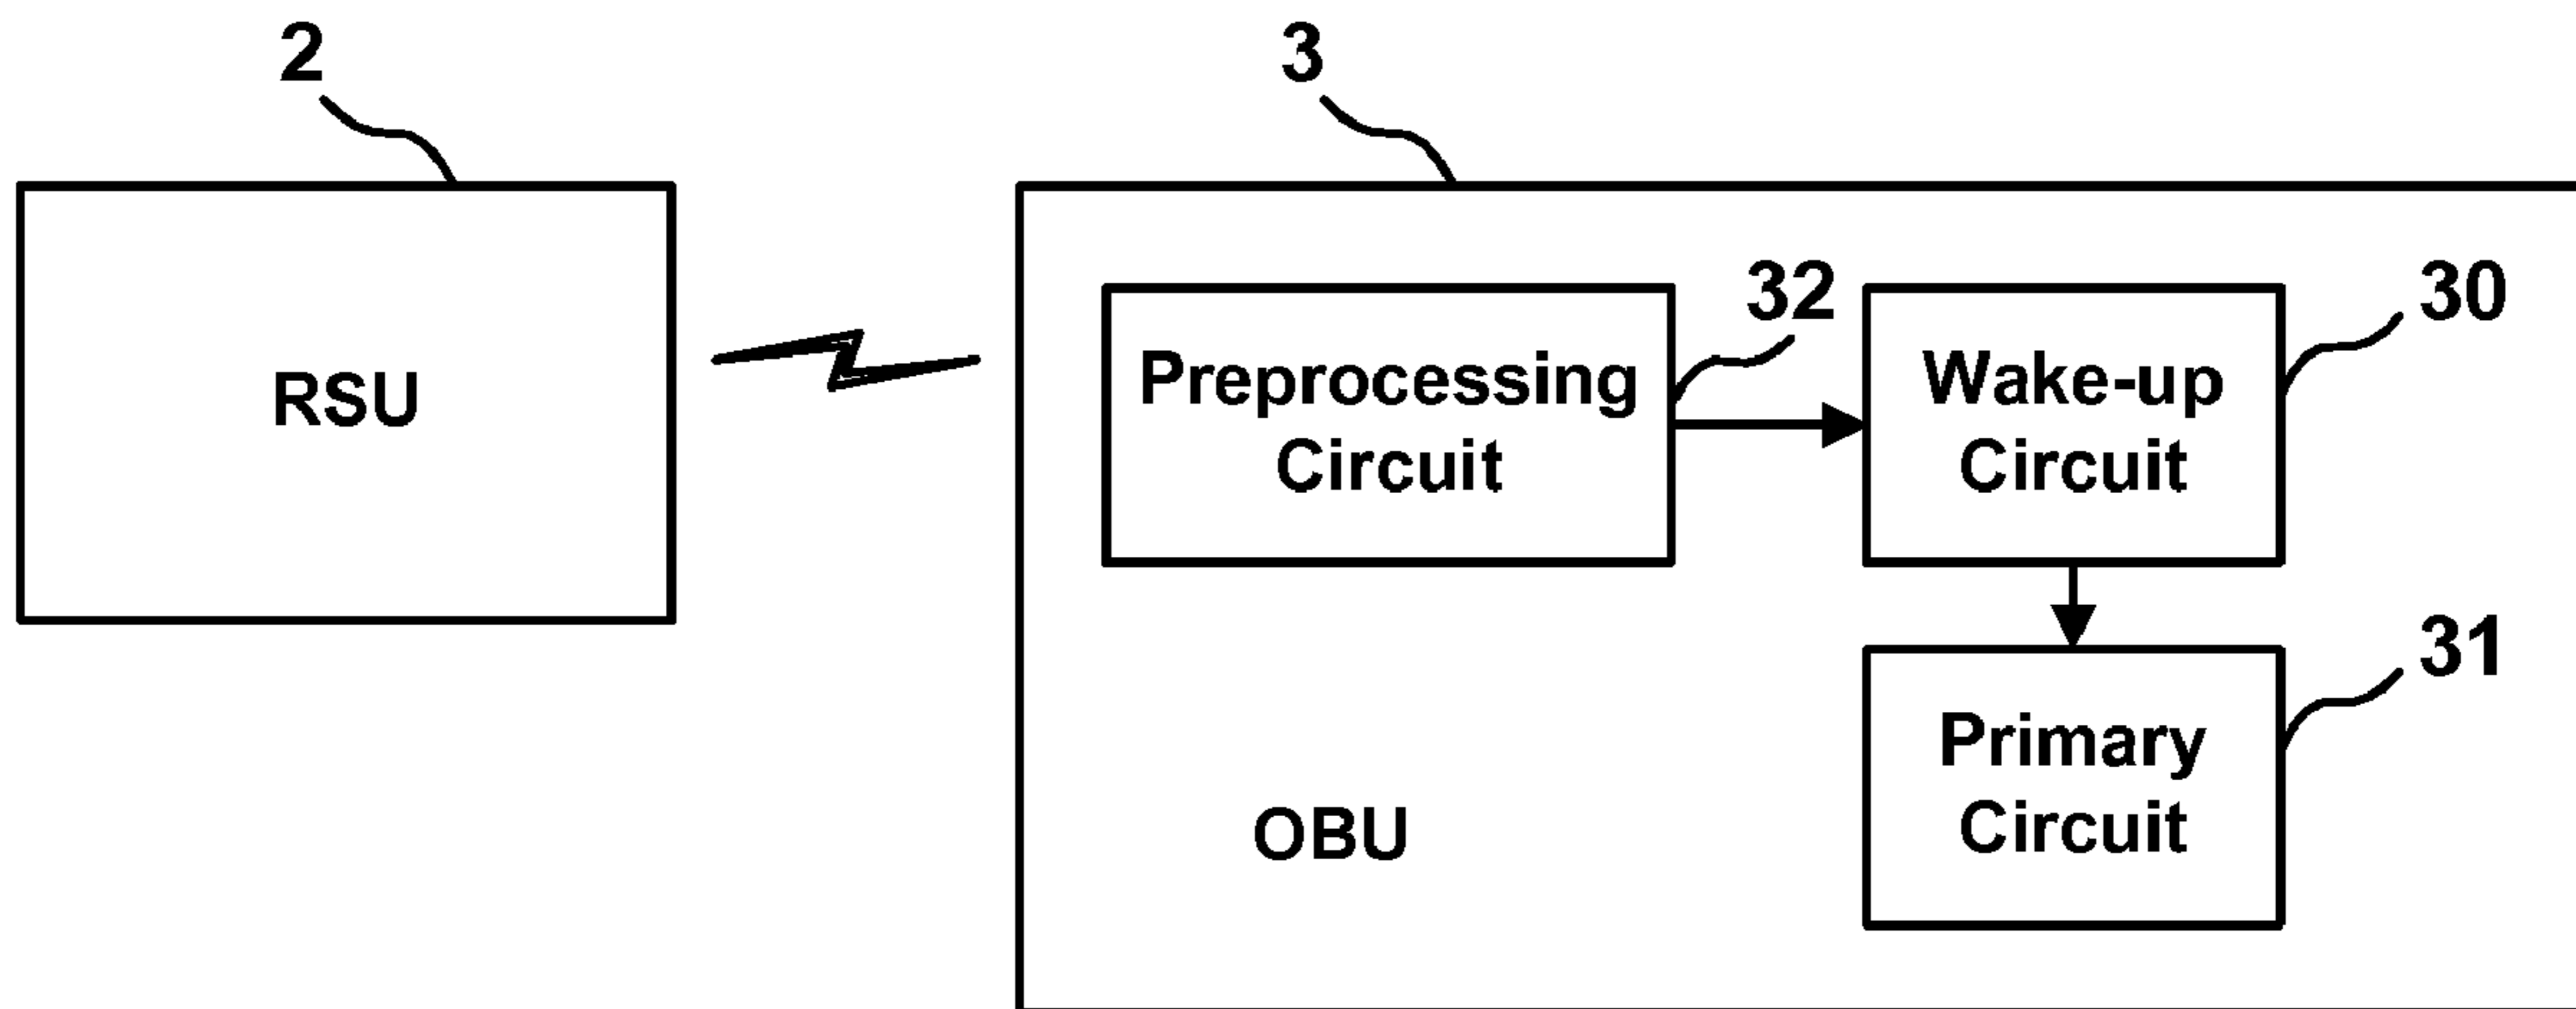 2
3
RSU
32
30
Preprocessing
Circuit
Wake-up
Circuit
31
Primary
Circuit
OBU